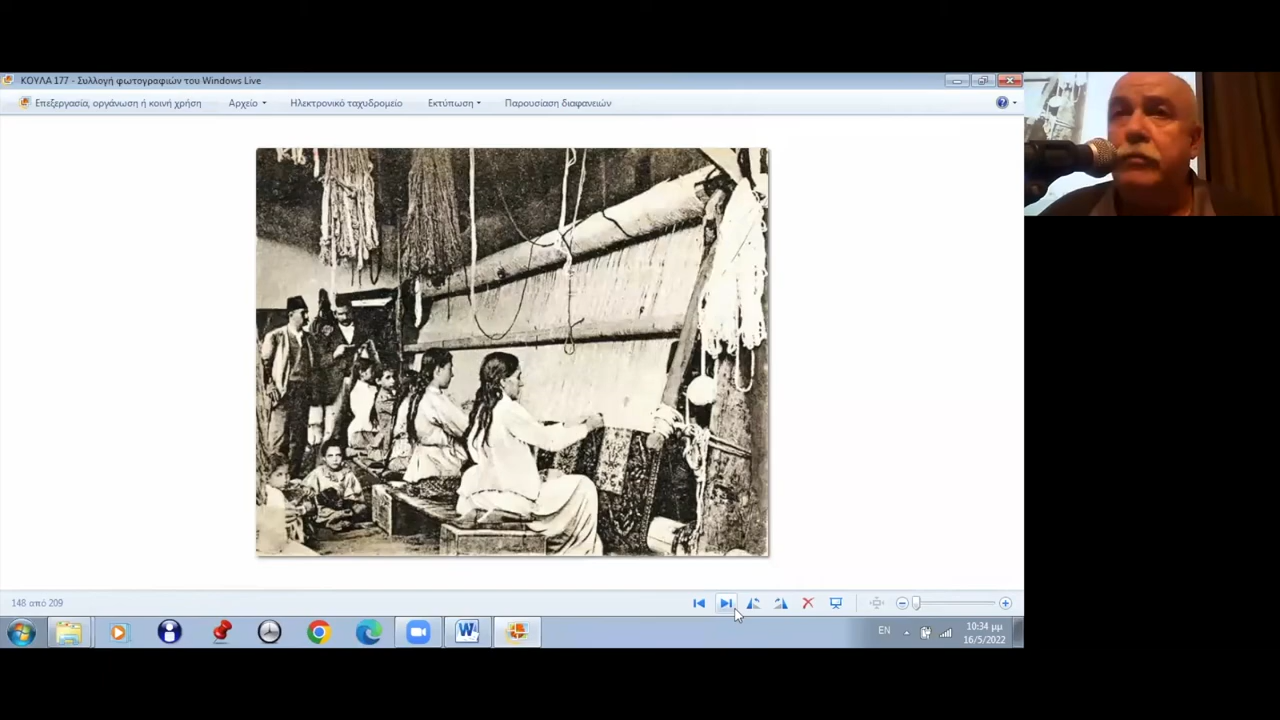 ΚΟΥΛΑ 177 - Συλλογή φωτογραφιών του Windows Live
Επεξεργασία, οργάνωση ή κοινή χρήση Αρχείο Ηλεκτρονικό ταχυδρομείο Εκτύπωση Παρουσίαση διαφανειών
148 από 209
EN
10:34 μμ
16/5/2022